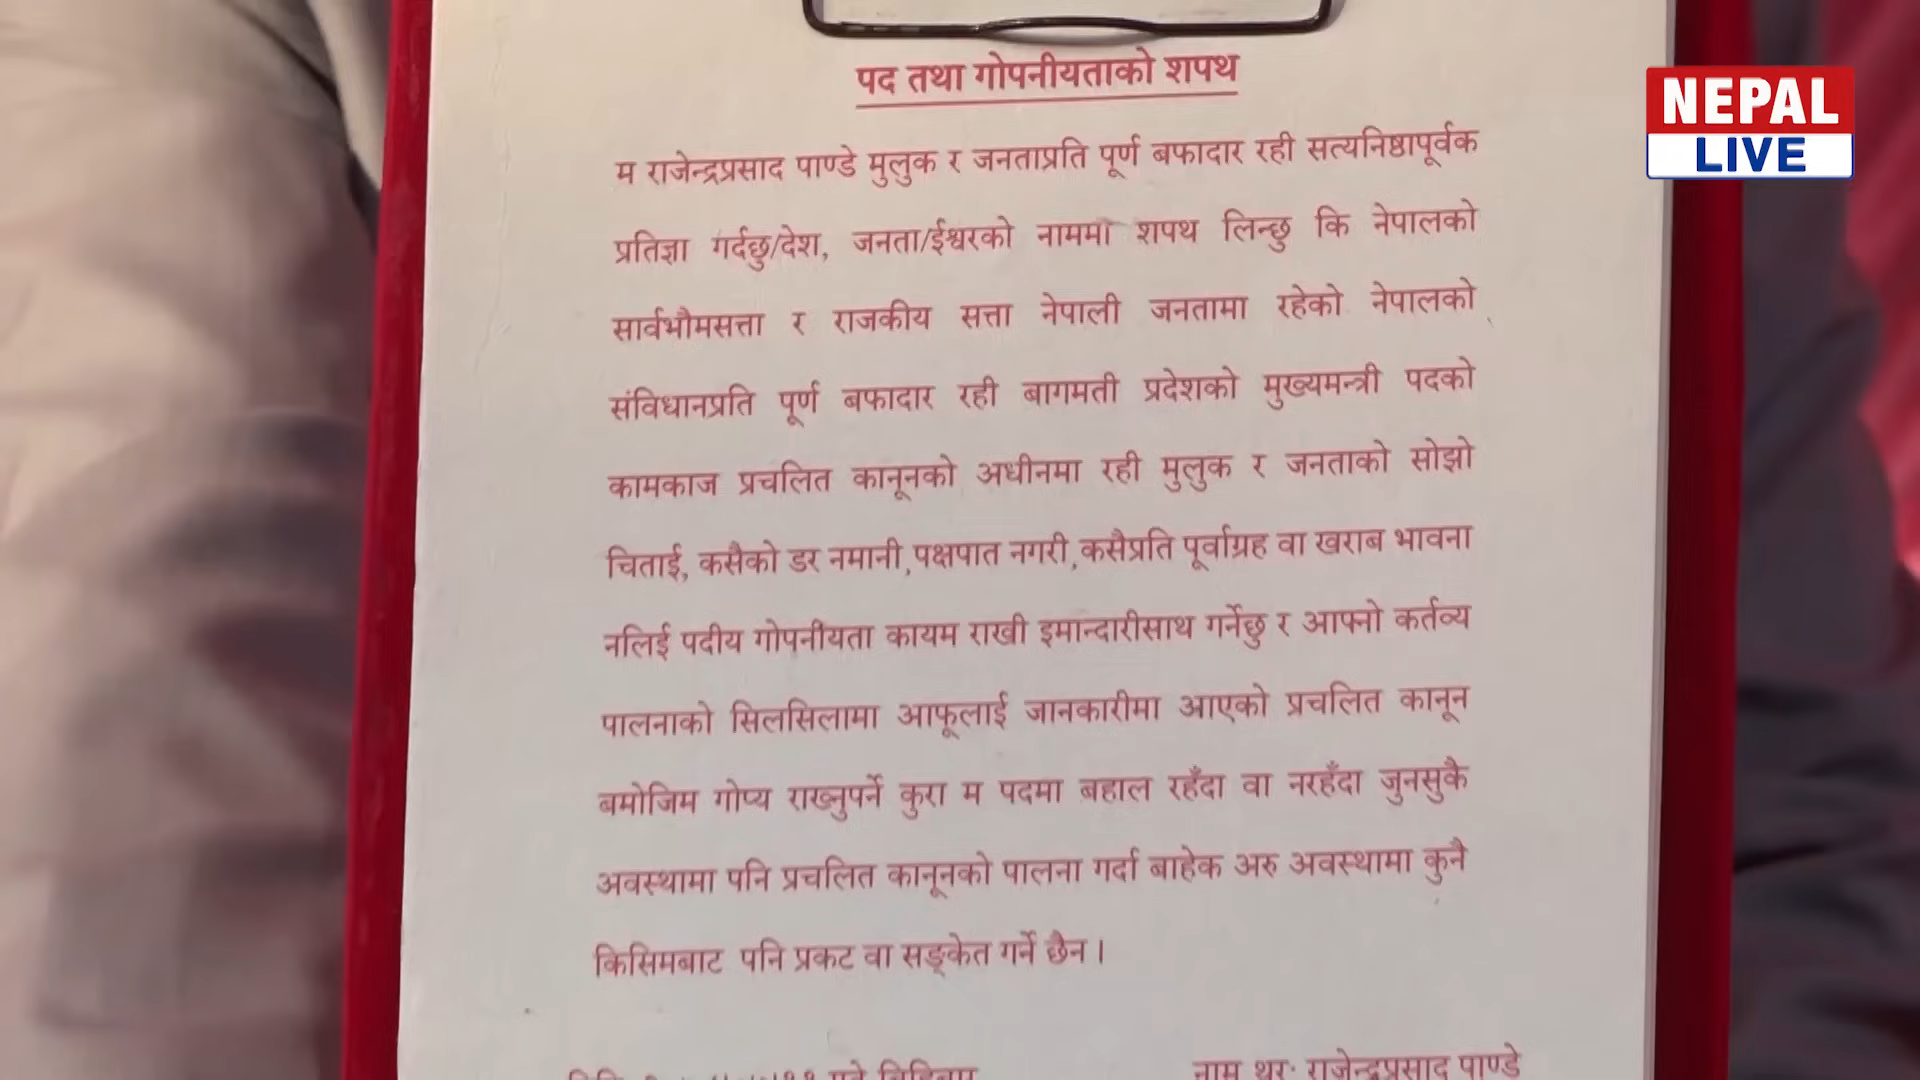 पद तथा गोपनीयताको शपथ
NEPAL
LIVE
म राजेन्द्रप्रसाद पाण्डे मुलुक र जनताप्रति पूर्ण बफादार रही सत्यनिष्ठापूर्वक
प्रतिज्ञा गर्दछु/देश, जनता/ईश्वरको नाममा शपथ लिन्छु कि नेपालको
सार्वभौमसत्ता र राजकीय सत्ता नेपाली जनतामा रहेको नेपालको
संविधानप्रति पूर्ण बफादार रही बागमती प्रदेशको मुख्यमन्त्री पदको
कामकाज प्रचलित कानूनको अधीनमा रही मुलुक र जनताको सोझो
चिताई, कसैको डर नमानी, पक्षपात नगरी, कसैप्रति पूर्वाग्रह वा खराब भावना
नलिई पदीय गोपनीयता कायम राखी इमान्दारीसाथ गर्नेछु र आफ्नो कर्तव्य
पालनाको सिलसिलामा आफूलाई जानकारीमा आएको प्रचलित कानून
बमोजिम गोप्य राख्नुपर्ने कुरा म पदमा बहाल रहँदा वा नरहँदा जुनसुकै
अवस्थामा पनि प्रचलित कानूनको पालना गर्दा बाहेक अरु अवस्थामा कुनै
किसिमबाट पनि प्रकट वा सङ्केत गर्ने छैन ।
नाम थरः राजेन्द्रप्रसाद पाण्डे